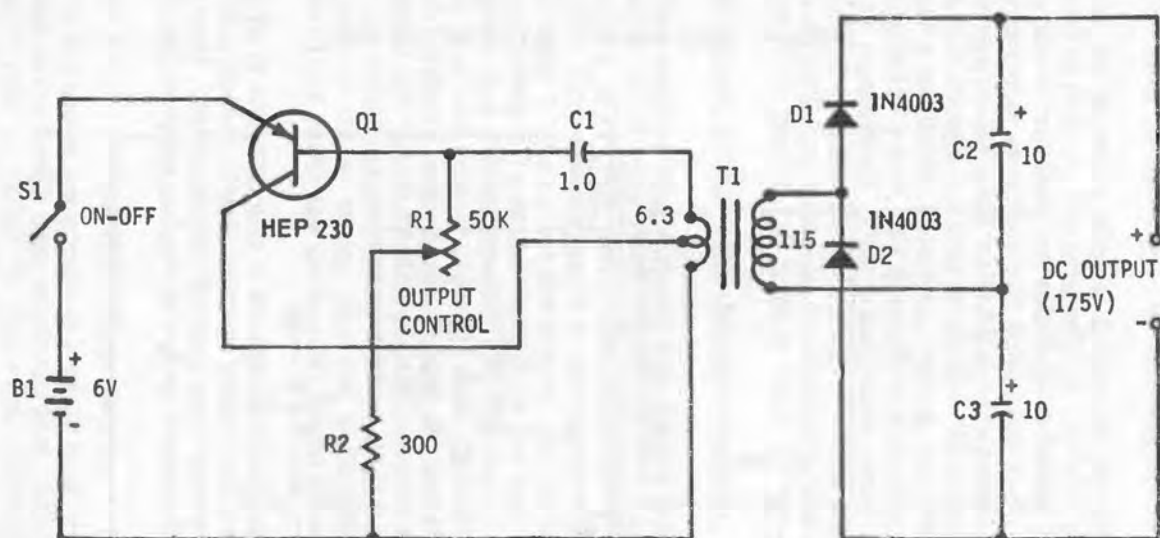 1N4003
D1
+
Q1
C1
C2
10
1.0
T1
S1
ON-OFF
HEP 230
R1
50K
6.3
1N4003
115
D2
+
DC OUTPUT
(175V)
-
OUTPUT
CONTROL
+
B1
6V
-
+
C3
10
R2
300